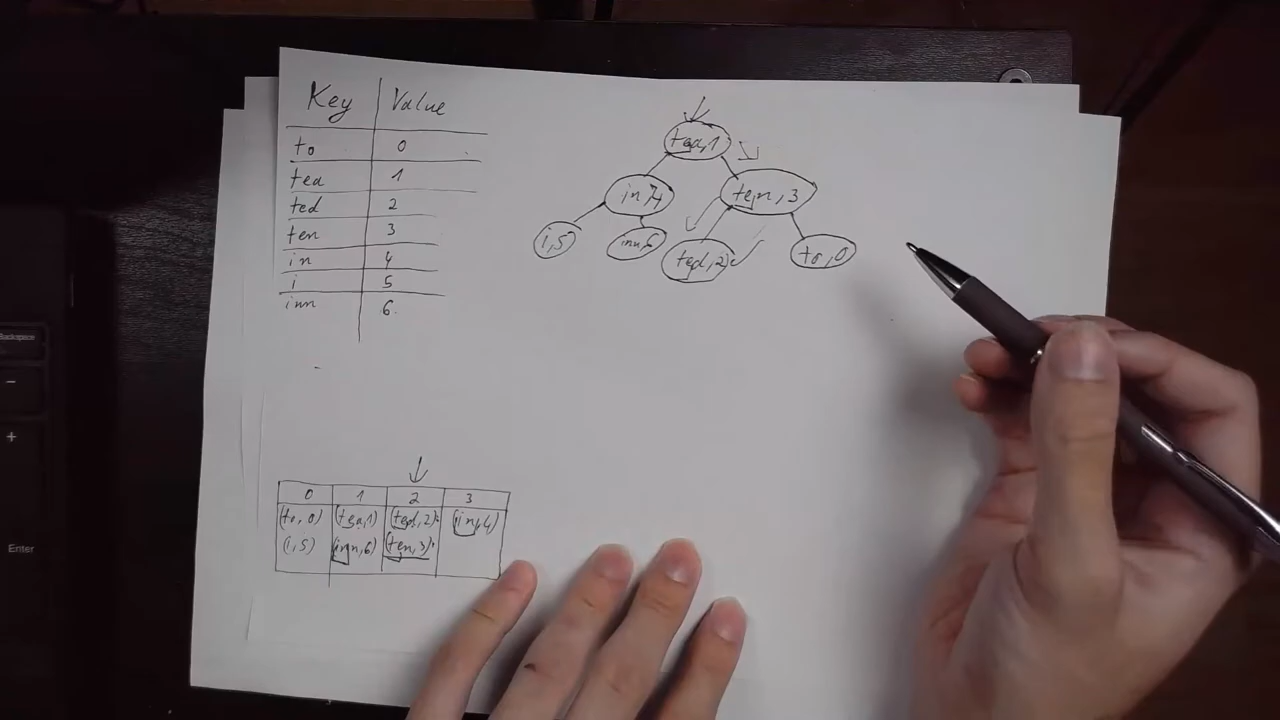 Key Value
to 0
tea 1
ted 2
ten 3
in 4
i 5
inn 6
tea,1
in,4 ten,3
i,5 inn,6 ted,2 to,0
0 1 2 3
(to,0) (tea,1) (ted,2) (in,4)
(i,5) (inn,6) (ten,3)
Backspace
-
+
Enter